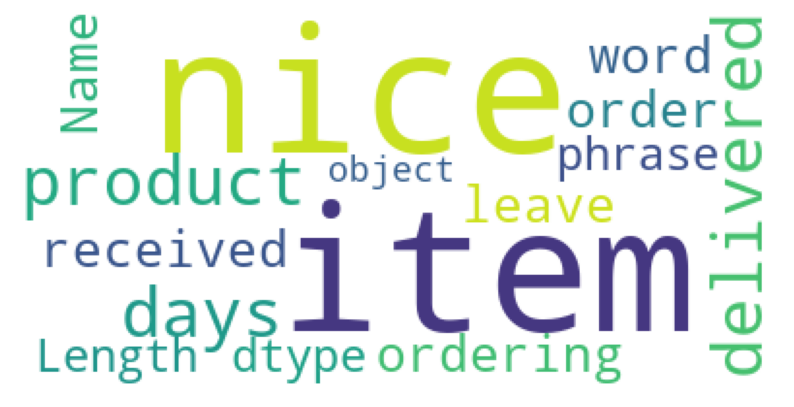 Name
nice
word
order
phrase
delivered
product
object
leave
received
item
days
Length
dtype
ordering